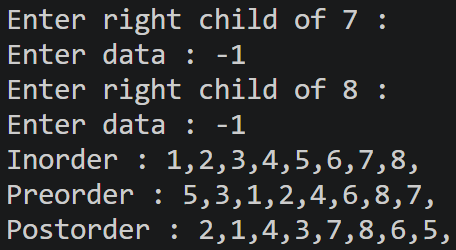 Enter right child of 7 :
Enter data : -1
Enter right child of 8 :
Enter data : -1
Inorder : 1,2,3,4,5,6,7,8,
Preorder : 5,3,1,2,4,6,8,7,
Postorder : 2,1,4,3,7,8,6,5,